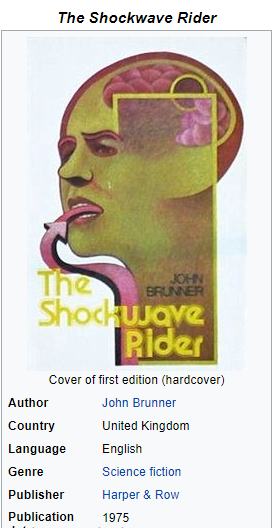 The Shockwave Rider
JOHN
BRUNNER
The
Shockwave
Rider
Cover of first edition (hardcover)
Author John Brunner
Country United Kingdom
Language English
Genre Science fiction
Publisher Harper & Row
Publication 1975